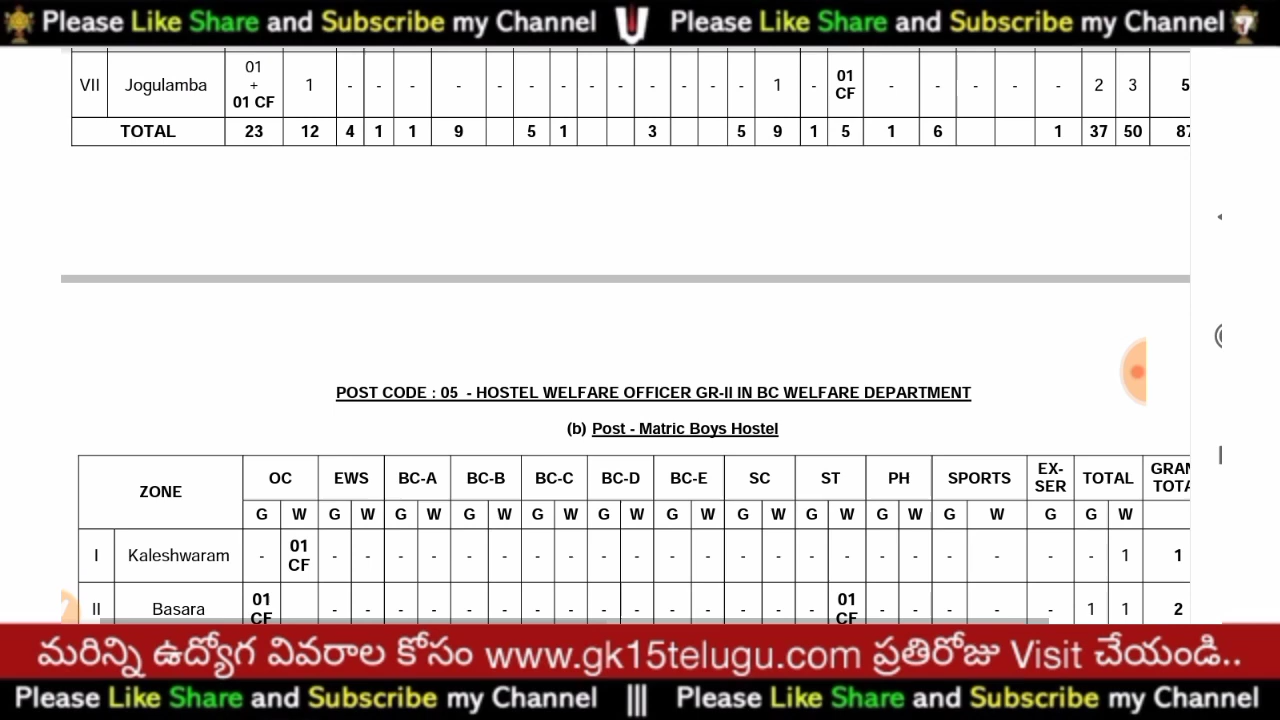 Please Like Share and Subscribe my Channel Please Like Share and Subscribe my Channel
VII Jogulamba 01 + 01 CF 1 - - - - - - - - - - - - - 1 - 01 CF - - - - - 2 3 5
TOTAL 23 12 4 1 1 9 5 1 3 5 9 1 5 1 6 1 37 50 87
POST CODE : 05 - HOSTEL WELFARE OFFICER GR-II IN BC WELFARE DEPARTMENT
(b) Post - Matric Boys Hostel
ZONE OC EWS BC-A BC-B BC-C BC-D BC-E SC ST PH SPORTS EX-SER TOTAL
G W G W G W G W G W G W G W G W G W G W G W G G W
I Kaleshwaram - 01 CF - - - - - - - - - - - - - - - - - - - - - - 1 1
II Basara 01 CF - - - - - - - - - - - - - - - 01 CF - - - - - 1 1 2
మరిన్ని ఉద్యోగ వివరాల కోసం www.gk15telugu.com ప్రతిరోజు Visit చేయండి..
Please Like Share and Subscribe my Channel ||| Please Like Share and Subscribe my Channel